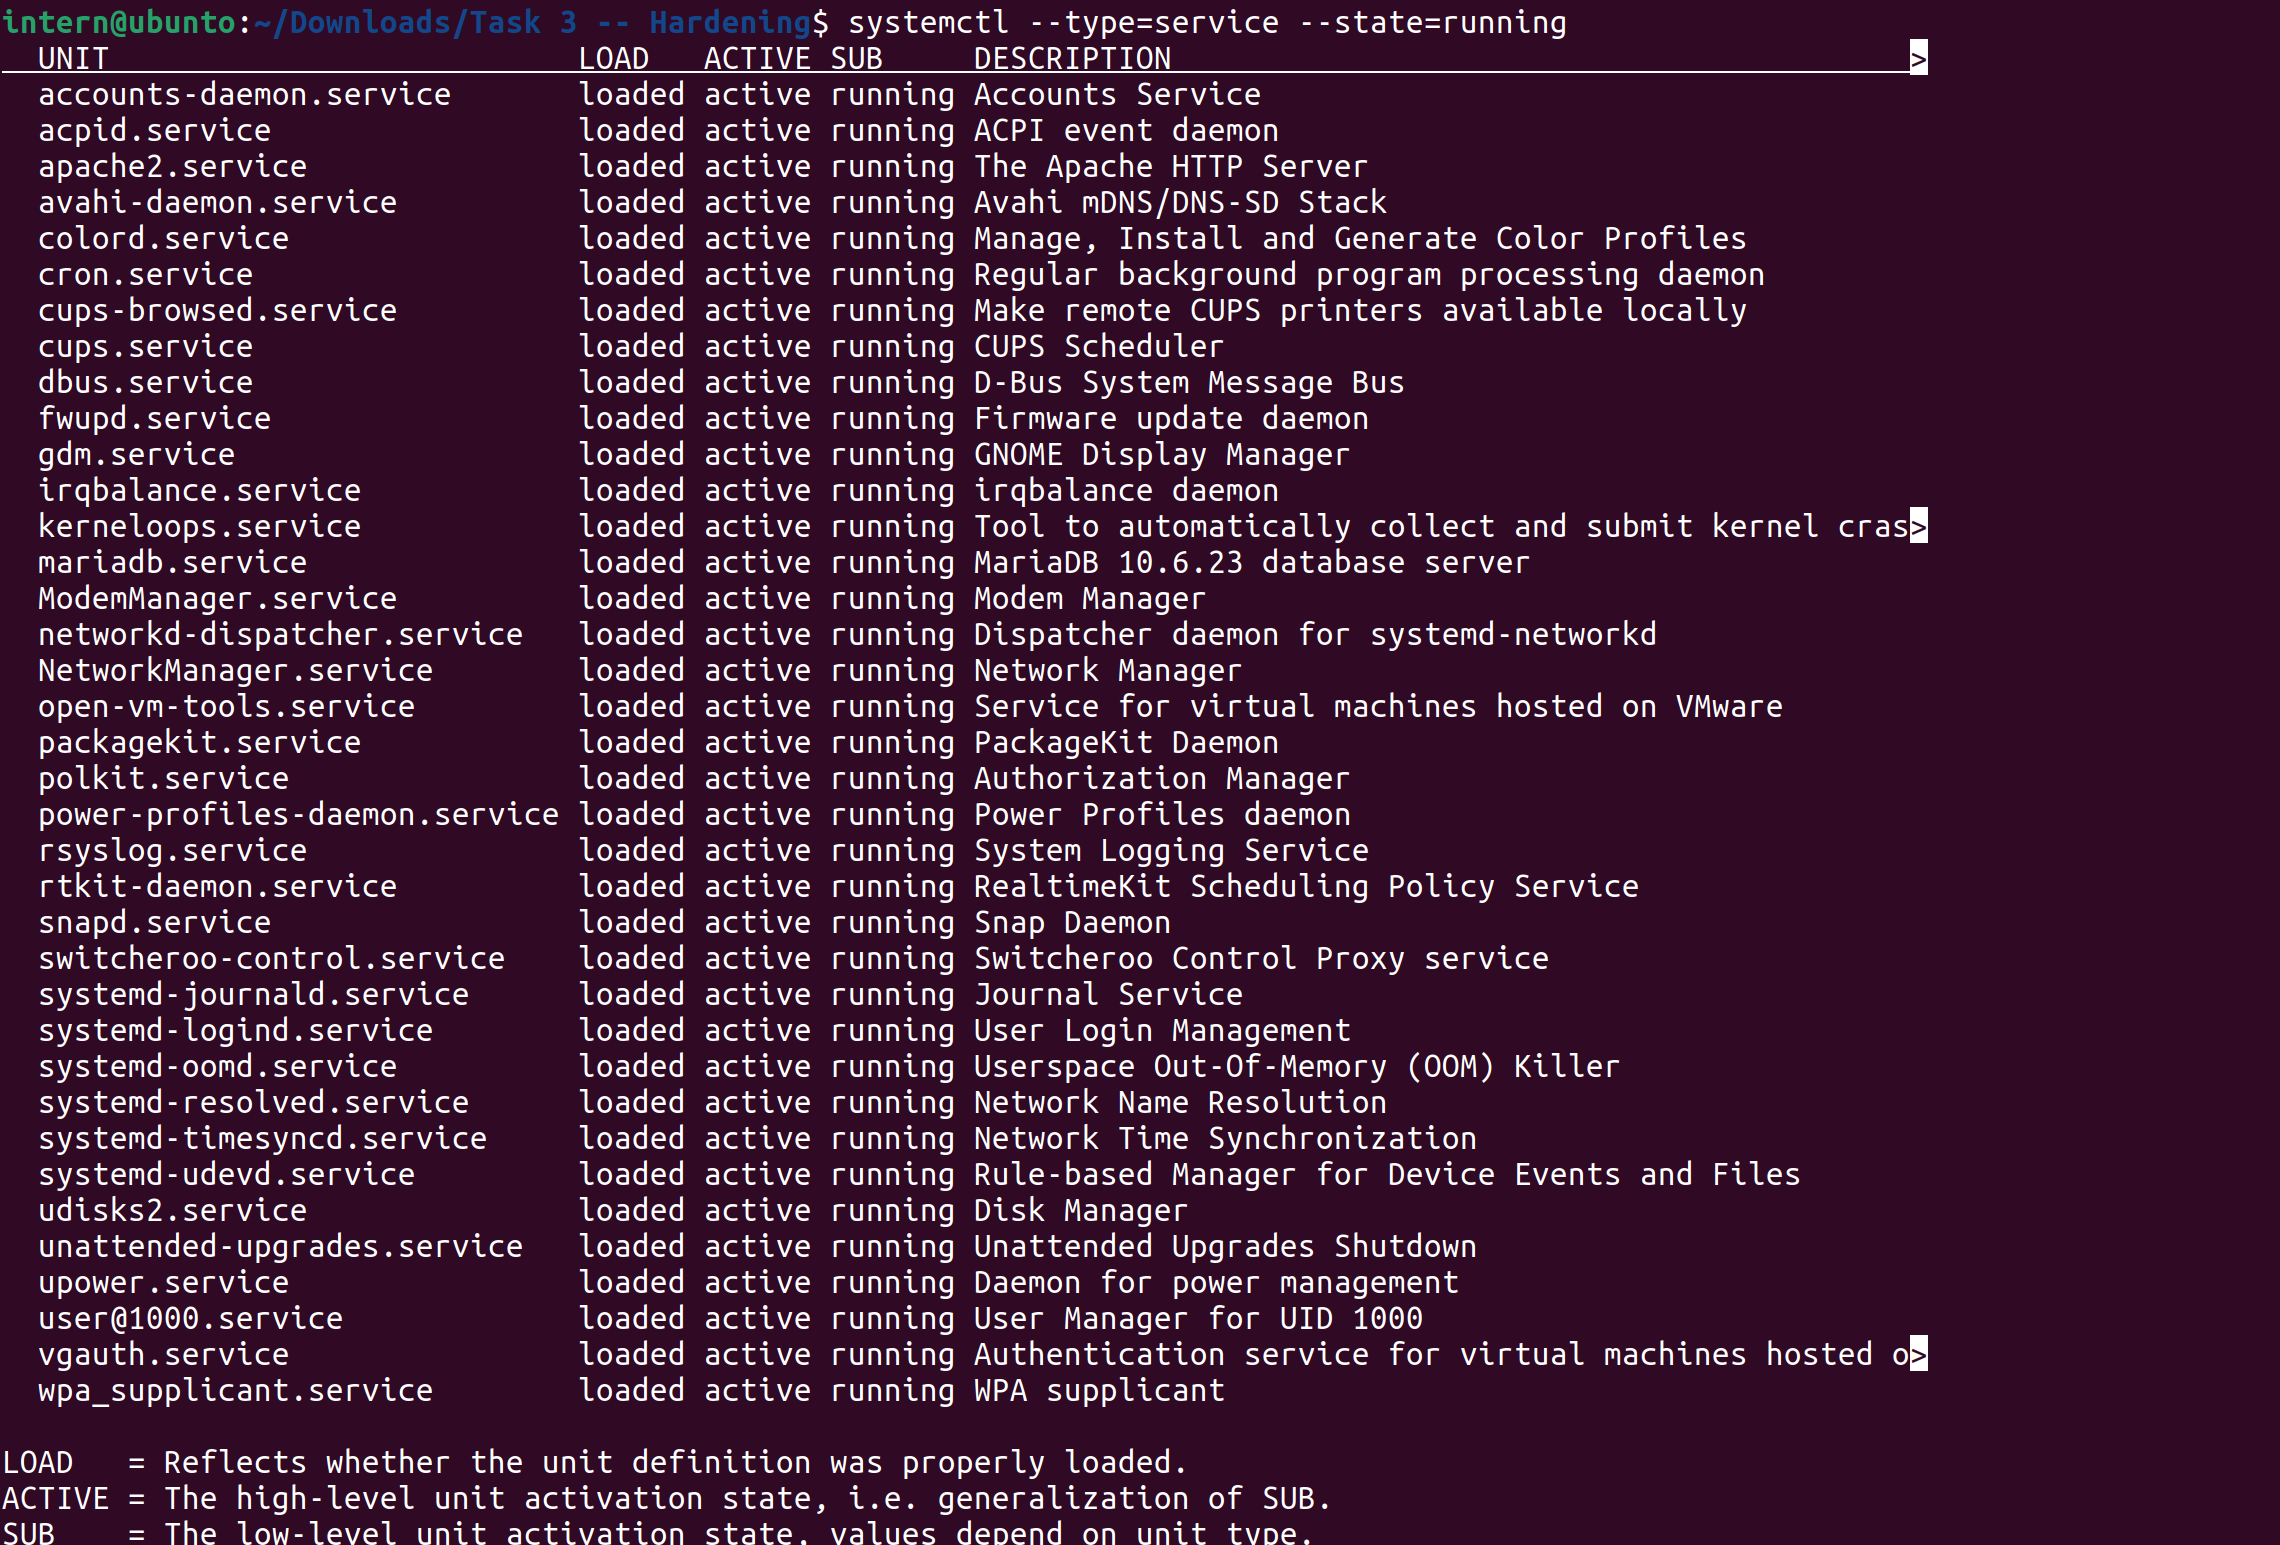 intern@ubunto:~/Downloads/Task 3 -- Hardening$ systemctl --type=service --state=running
  UNIT                          LOAD   ACTIVE SUB     DESCRIPTION                                         >
  accounts-daemon.service       loaded active running Accounts Service
  acpid.service                 loaded active running ACPI event daemon
  apache2.service               loaded active running The Apache HTTP Server
  avahi-daemon.service          loaded active running Avahi mDNS/DNS-SD Stack
  colord.service                loaded active running Manage, Install and Generate Color Profiles
  cron.service                  loaded active running Regular background program processing daemon
  cups-browsed.service          loaded active running Make remote CUPS printers available locally
  cups.service                  loaded active running CUPS Scheduler
  dbus.service                  loaded active running D-Bus System Message Bus
  fwupd.service                 loaded active running Firmware update daemon
  gdm.service                   loaded active running GNOME Display Manager
  irqbalance.service            loaded active running irqbalance daemon
  kerneloops.service            loaded active running Tool to automatically collect and submit kernel cras>
  mariadb.service               loaded active running MariaDB 10.6.23 database server
  ModemManager.service          loaded active running Modem Manager
  networkd-dispatcher.service   loaded active running Dispatcher daemon for systemd-networkd
  NetworkManager.service        loaded active running Network Manager
  open-vm-tools.service         loaded active running Service for virtual machines hosted on VMware
  packagekit.service            loaded active running PackageKit Daemon
  polkit.service                loaded active running Authorization Manager
  power-profiles-daemon.service loaded active running Power Profiles daemon
  rsyslog.service               loaded active running System Logging Service
  rtkit-daemon.service          loaded active running RealtimeKit Scheduling Policy Service
  snapd.service                 loaded active running Snap Daemon
  switcheroo-control.service    loaded active running Switcheroo Control Proxy service
  systemd-journald.service      loaded active running Journal Service
  systemd-logind.service        loaded active running User Login Management
  systemd-oomd.service          loaded active running Userspace Out-Of-Memory (OOM) Killer
  systemd-resolved.service      loaded active running Network Name Resolution
  systemd-timesyncd.service     loaded active running Network Time Synchronization
  systemd-udevd.service         loaded active running Rule-based Manager for Device Events and Files
  udisks2.service               loaded active running Disk Manager
  unattended-upgrades.service   loaded active running Unattended Upgrades Shutdown
  upower.service                loaded active running Daemon for power management
  user@1000.service             loaded active running User Manager for UID 1000
  vgauth.service                loaded active running Authentication service for virtual machines hosted o>
  wpa_supplicant.service        loaded active running WPA supplicant

LOAD   = Reflects whether the unit definition was properly loaded.
ACTIVE = The high-level unit activation state, i.e. generalization of SUB.
SUB    = The low-level unit activation state, values depend on unit type.